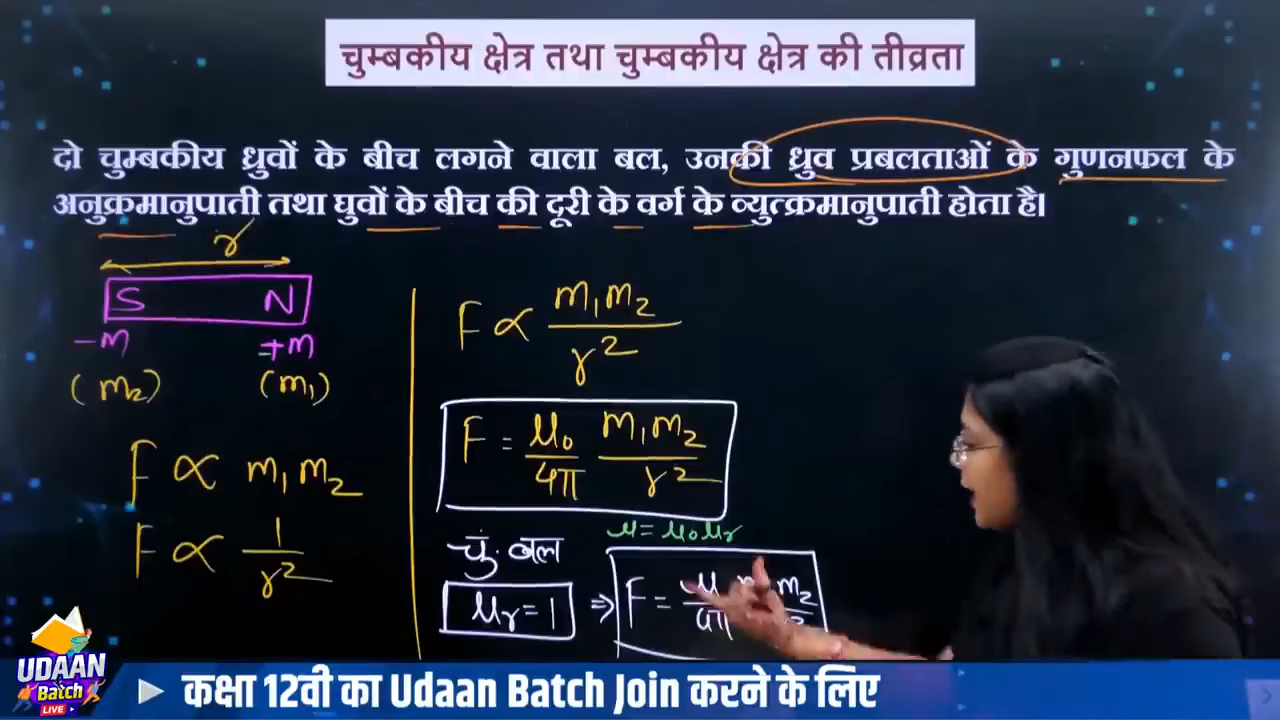 चुम्बकीय क्षेत्र तथा चुम्बकीय क्षेत्र की तीव्रता
दो चुम्बकीय ध्रुवों के बीच लगने वाला बल, उनकी ध्रुव प्रबलताओं के गुणनफल के
अनुक्रमानुपाती तथा घुवों के बीच की दूरी के वर्ग के व्युत्क्रमानुपाती होता है।
r
S N
-m +m
(m₂) (m₁)
F ∝ m₁m₂
F ∝ 1/r²
F ∝ m₁m₂/r²
F = μ₀/4π m₁m₂/r²
चुं. बल
μ = μ₀μr
μr = 1 ⇒ F = μ/4π m₂
UDAAN
Batch
LIVE
कक्षा 12वी का Udaan Batch Join करने के लिए